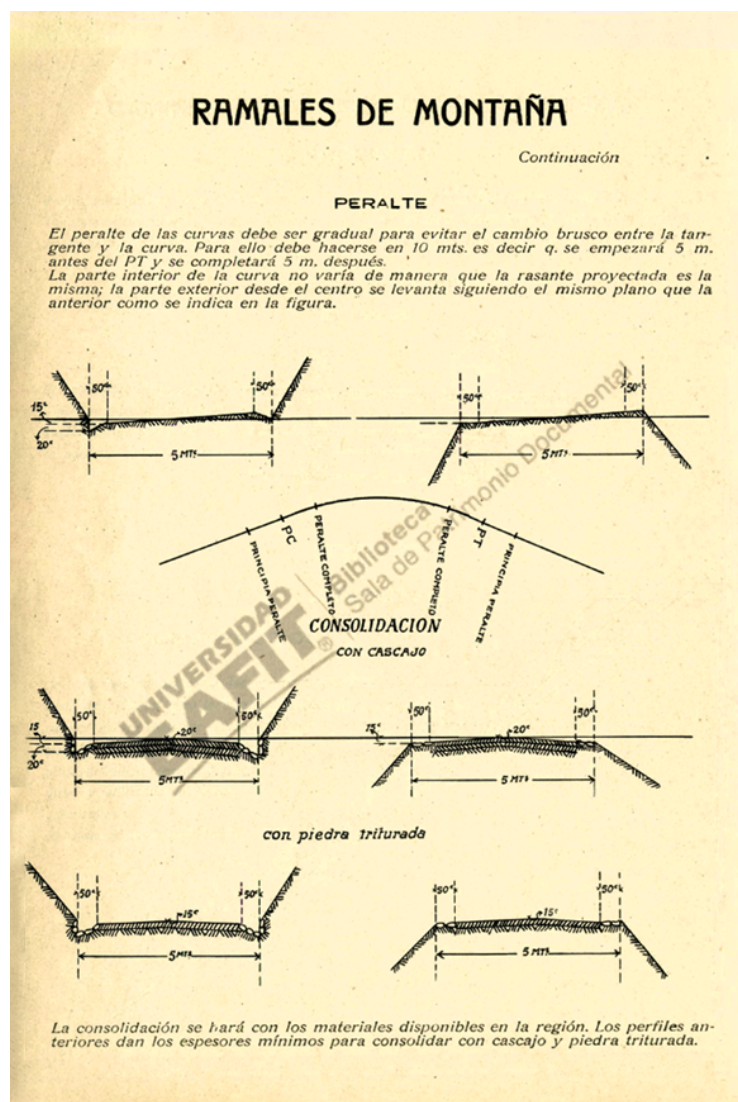 RAMALES DE MONTAÑA
Continuación
PERALTE
El peralte de las curvas debe ser gradual para evitar el cambio brusco entre la tan-
gente y la curva. Para ello debe hacerse en 10 mts. es decir q. se empezará 5 m.
antes del PT y se completará 5 m. después.
La parte interior de la curva no varía de manera que la rasante proyectada es la
misma; la parte exterior desde el centro se levanta siguiendo el mismo plano que la
anterior como se indica en la figura.
50ᶜ 50ᶜ 50ᶜ 50ᶜ
15ᶜ
20ᶜ
5 MTS 5 MTS
PRINCIPIA PERALTE
PC
PERALTE COMPLETO
PERALTE COMPLETO
PT
PRINCIPIA PERALTE
UNIVERSIDAD
EAFIT®
Biblioteca
Sala de Patrimonio Documental
CONSOLIDACION
CON CASCAJO
50ᶜ 50ᶜ 50ᶜ 50ᶜ
15 20ᶜ 15ᶜ 20ᶜ
20ᶜ
5 MTS 5 MTS
con piedra triturada
50ᶜ 50ᶜ 50ᶜ 50ᶜ
15ᶜ 15ᶜ
5 MTS 5 MTS
La consolidación se hará con los materiales disponibles en la región. Los perfiles an-
teriores dan los espesores mínimos para consolidar con cascajo y piedra triturada.